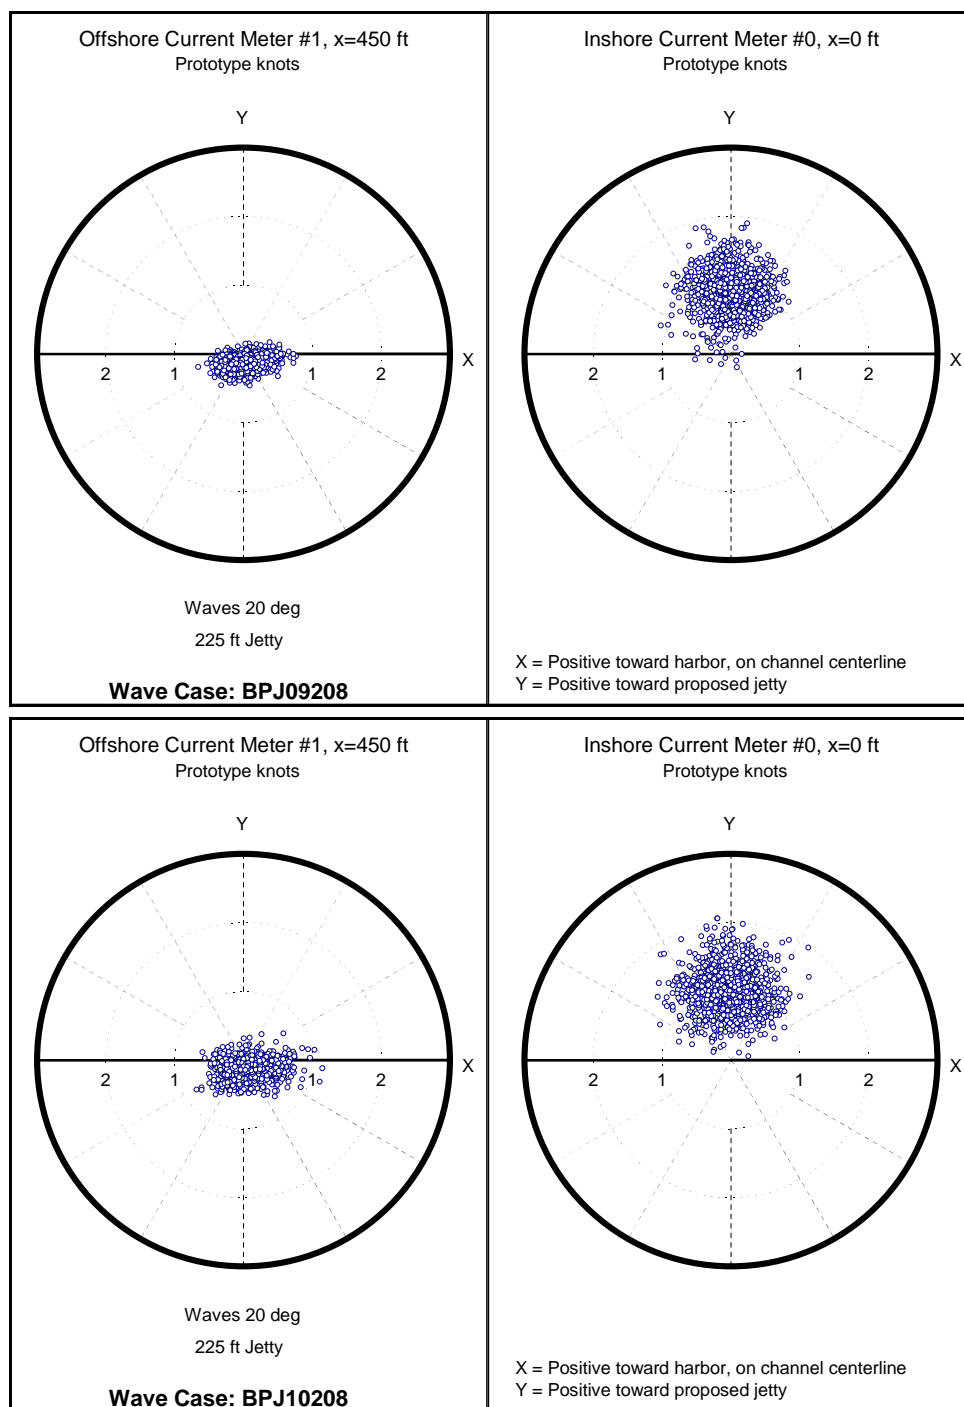 Offshore Current Meter #1, x=450 ft
Prototype knots
Y
X
2 1 1 2
Waves 20 deg
225 ft Jetty
Wave Case: BPJ09208
Inshore Current Meter #0, x=0 ft
Prototype knots
Y
X
2 1 1 2
X = Positive toward harbor, on channel centerline
Y = Positive toward proposed jetty
Offshore Current Meter #1, x=450 ft
Prototype knots
Y
X
2 1 1 2
Waves 20 deg
225 ft Jetty
Wave Case: BPJ10208
Inshore Current Meter #0, x=0 ft
Prototype knots
Y
X
2 1 1 2
X = Positive toward harbor, on channel centerline
Y = Positive toward proposed jetty